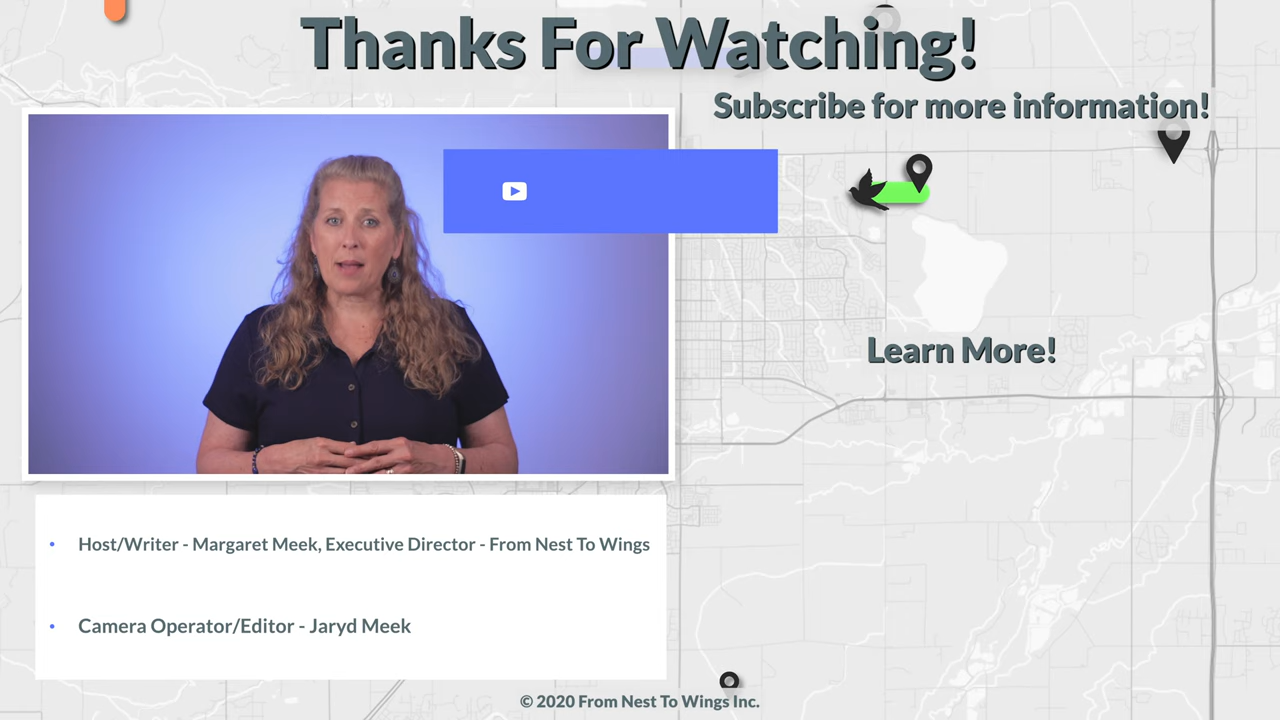 Thanks For Watching!
Subscribe for more information!
Learn More!
• Host/Writer - Margaret Meek, Executive Director - From Nest To Wings
• Camera Operator/Editor - Jaryd Meek
© 2020 From Nest To Wings Inc.